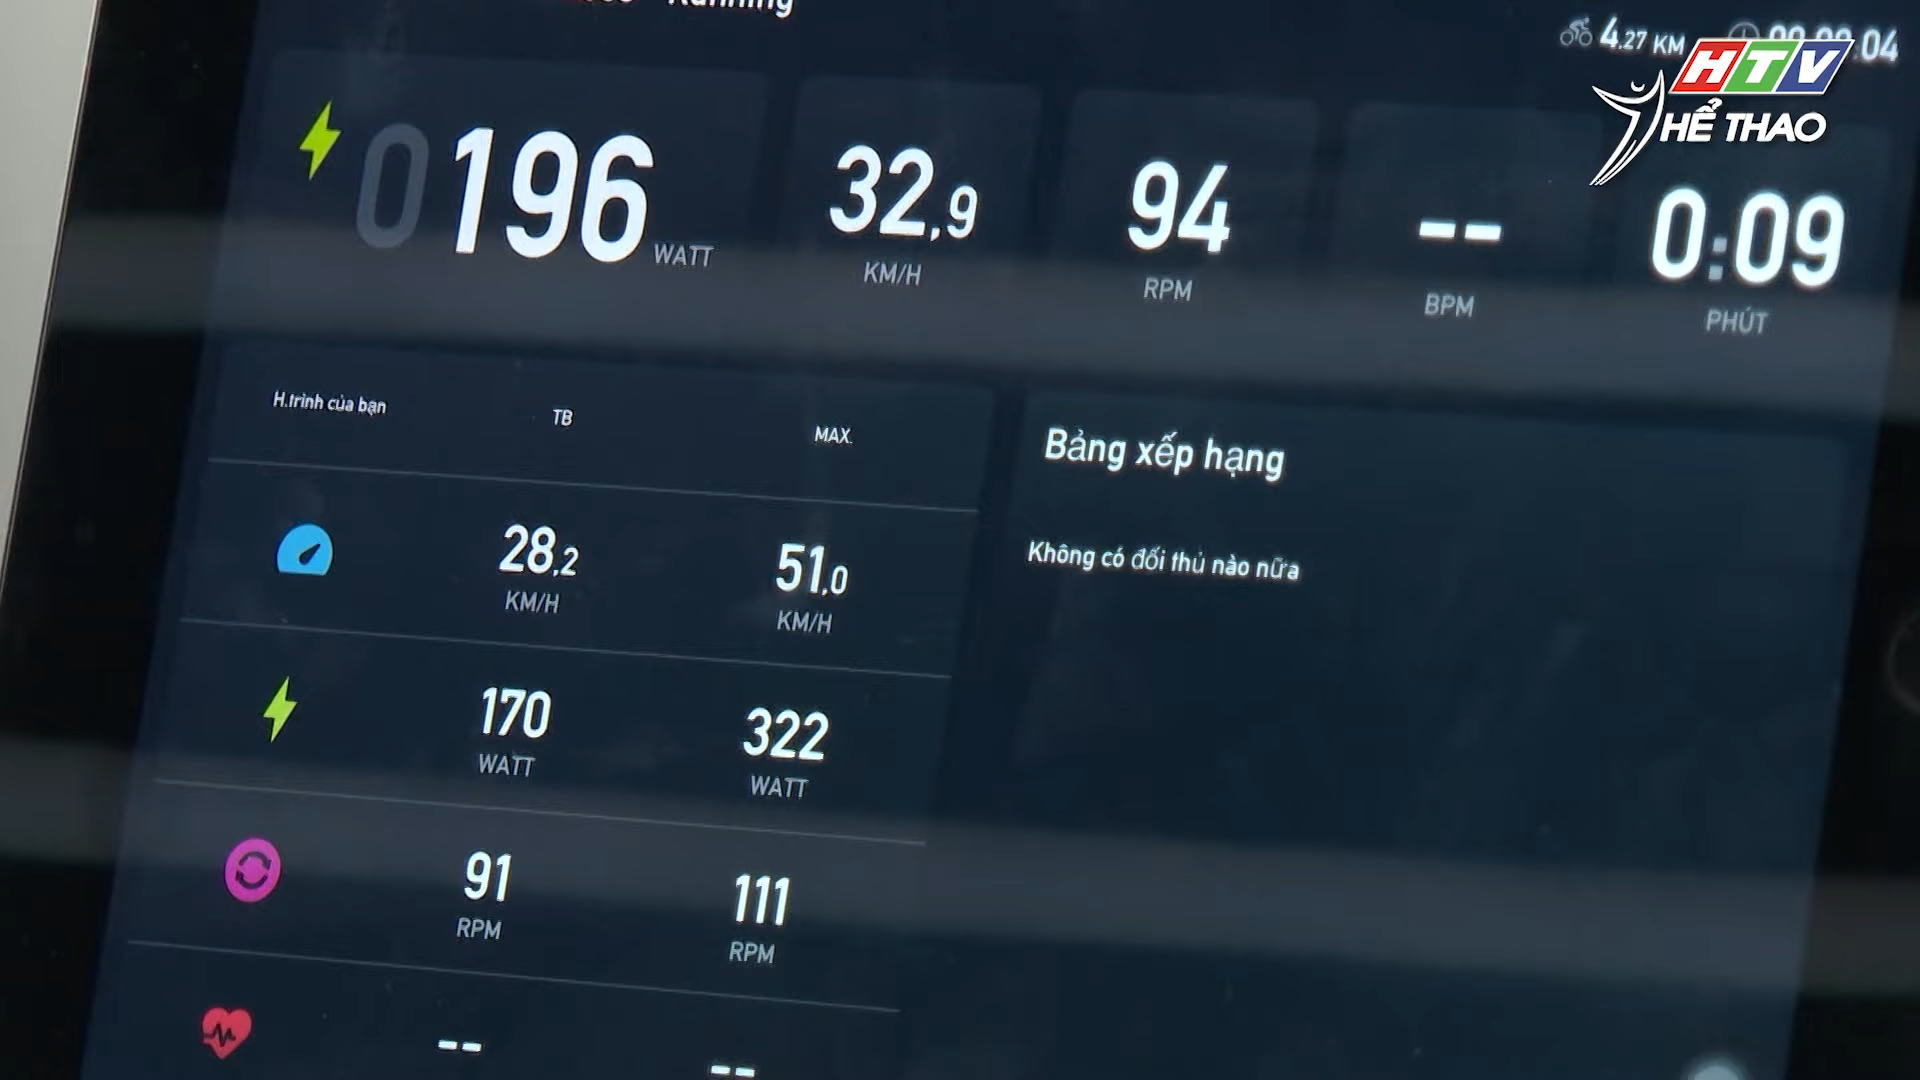 Running
4.27 KM
.04
HTV
THỂ THAO
0196 WATT
32,9
KM/H
94
RPM
--
BPM
0:09
PHÚT
H.trình của bạn
TB
MAX.
28,2
KM/H
51,0
KM/H
170
WATT
322
WATT
91
RPM
111
RPM
--
--
Bảng xếp hạng
Không có đối thủ nào nữa